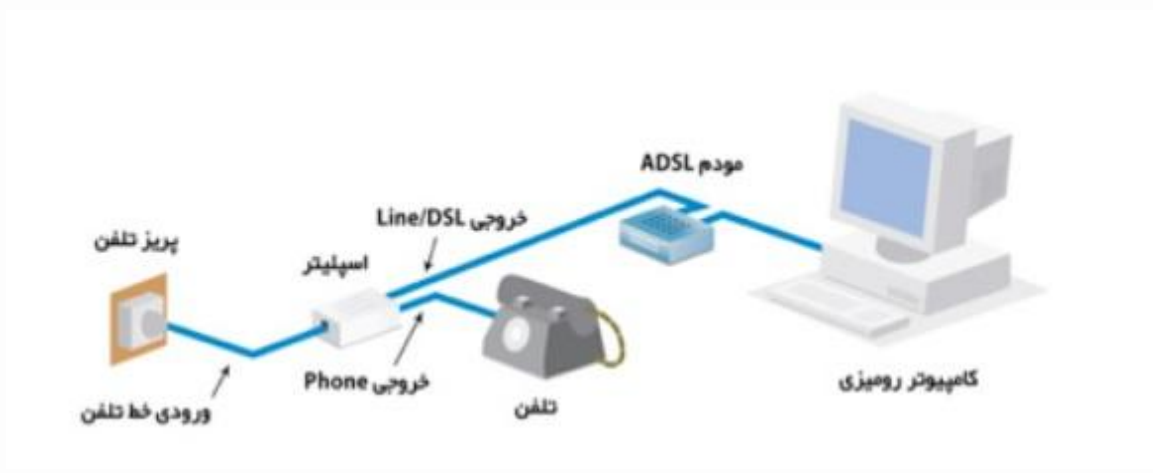 مودم ADSL
خروجی Line/DSL
پریز تلفن
اسپلیتر
خروجی Phone
ورودی خط تلفن
تلفن
کامپیوتر رومیزی